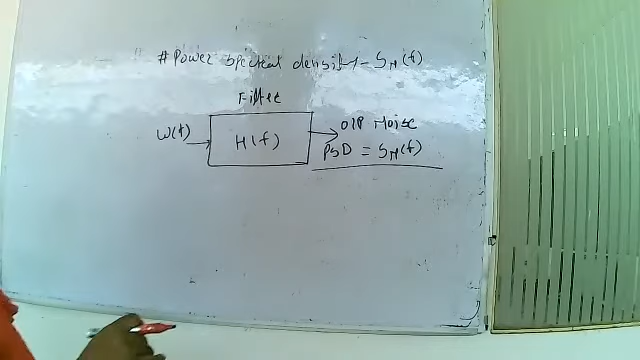 # Power spectral density - SN(f)
Filter
W(t)
H(f)
O/P Noise
PSD = SN(f)